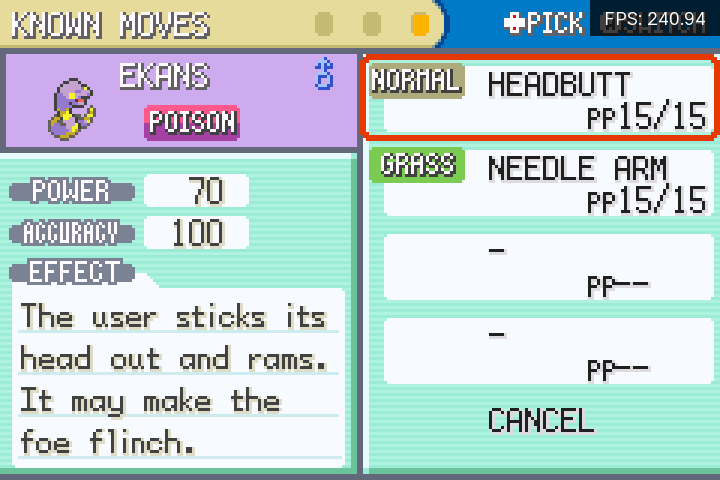 KNOWN MOVES
PICK
FPS: 240.94
EKANS
POISON
POWER 70
ACCURACY 100
EFFECT
The user sticks its
head out and rams.
It may make the
foe flinch.
NORMAL HEADBUTT
PP15/15
GRASS NEEDLE ARM
PP15/15
-
PP--
-
PP--
CANCEL